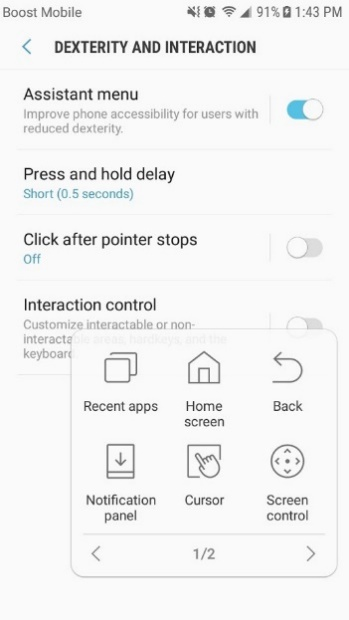 Boost Mobile 91% 1:43 PM
DEXTERITY AND INTERACTION
Assistant menu
Improve phone accessibility for users with
reduced dexterity.
Press and hold delay
Short (0.5 seconds)
Click after pointer stops
Off
Interaction control
Customize interactable or non-
interactable areas, hardkeys, and the
keyboard
Recent apps
Home
screen
Back
Notification
panel
Cursor
Screen
control
1/2